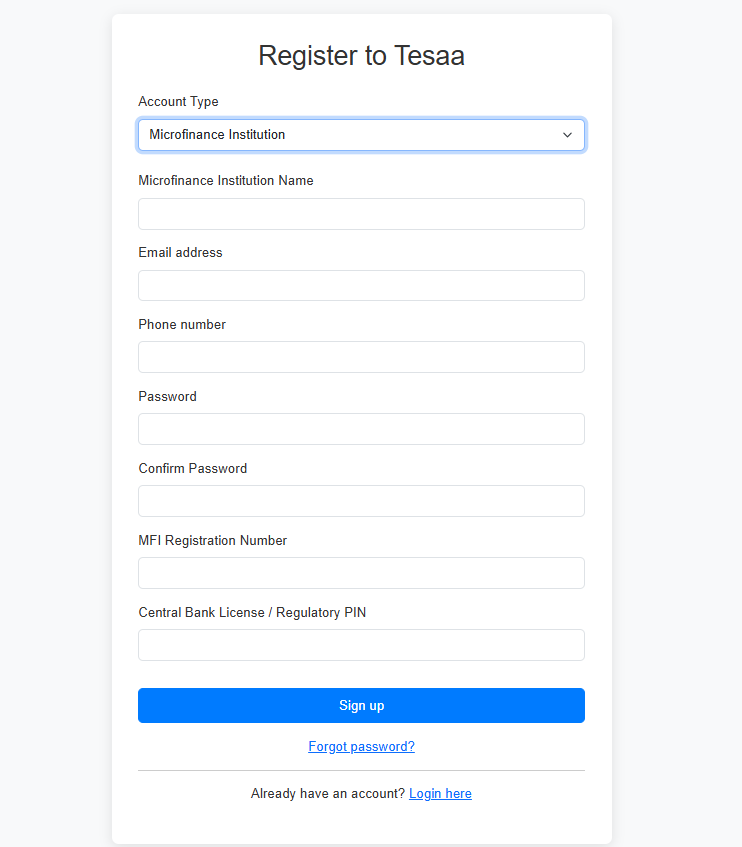 Register to Tesaa
Account Type
Microfinance Institution
Microfinance Institution Name
Email address
Phone number
Password
Confirm Password
MFI Registration Number
Central Bank License / Regulatory PIN
Sign up
Forgot password?
Already have an account? Login here